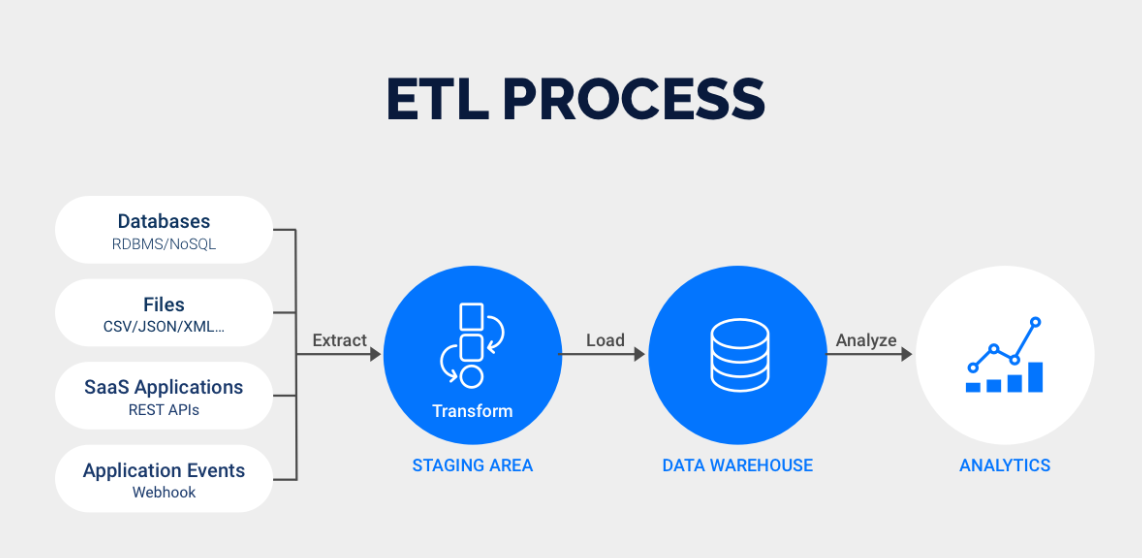 ETL PROCESS
Databases
RDBMS/NoSQL
Files
CSV/JSON/XML...
SaaS Applications
REST APIs
Application Events
Webhook
Extract
Transform
STAGING AREA
Load
DATA WAREHOUSE
Analyze
ANALYTICS